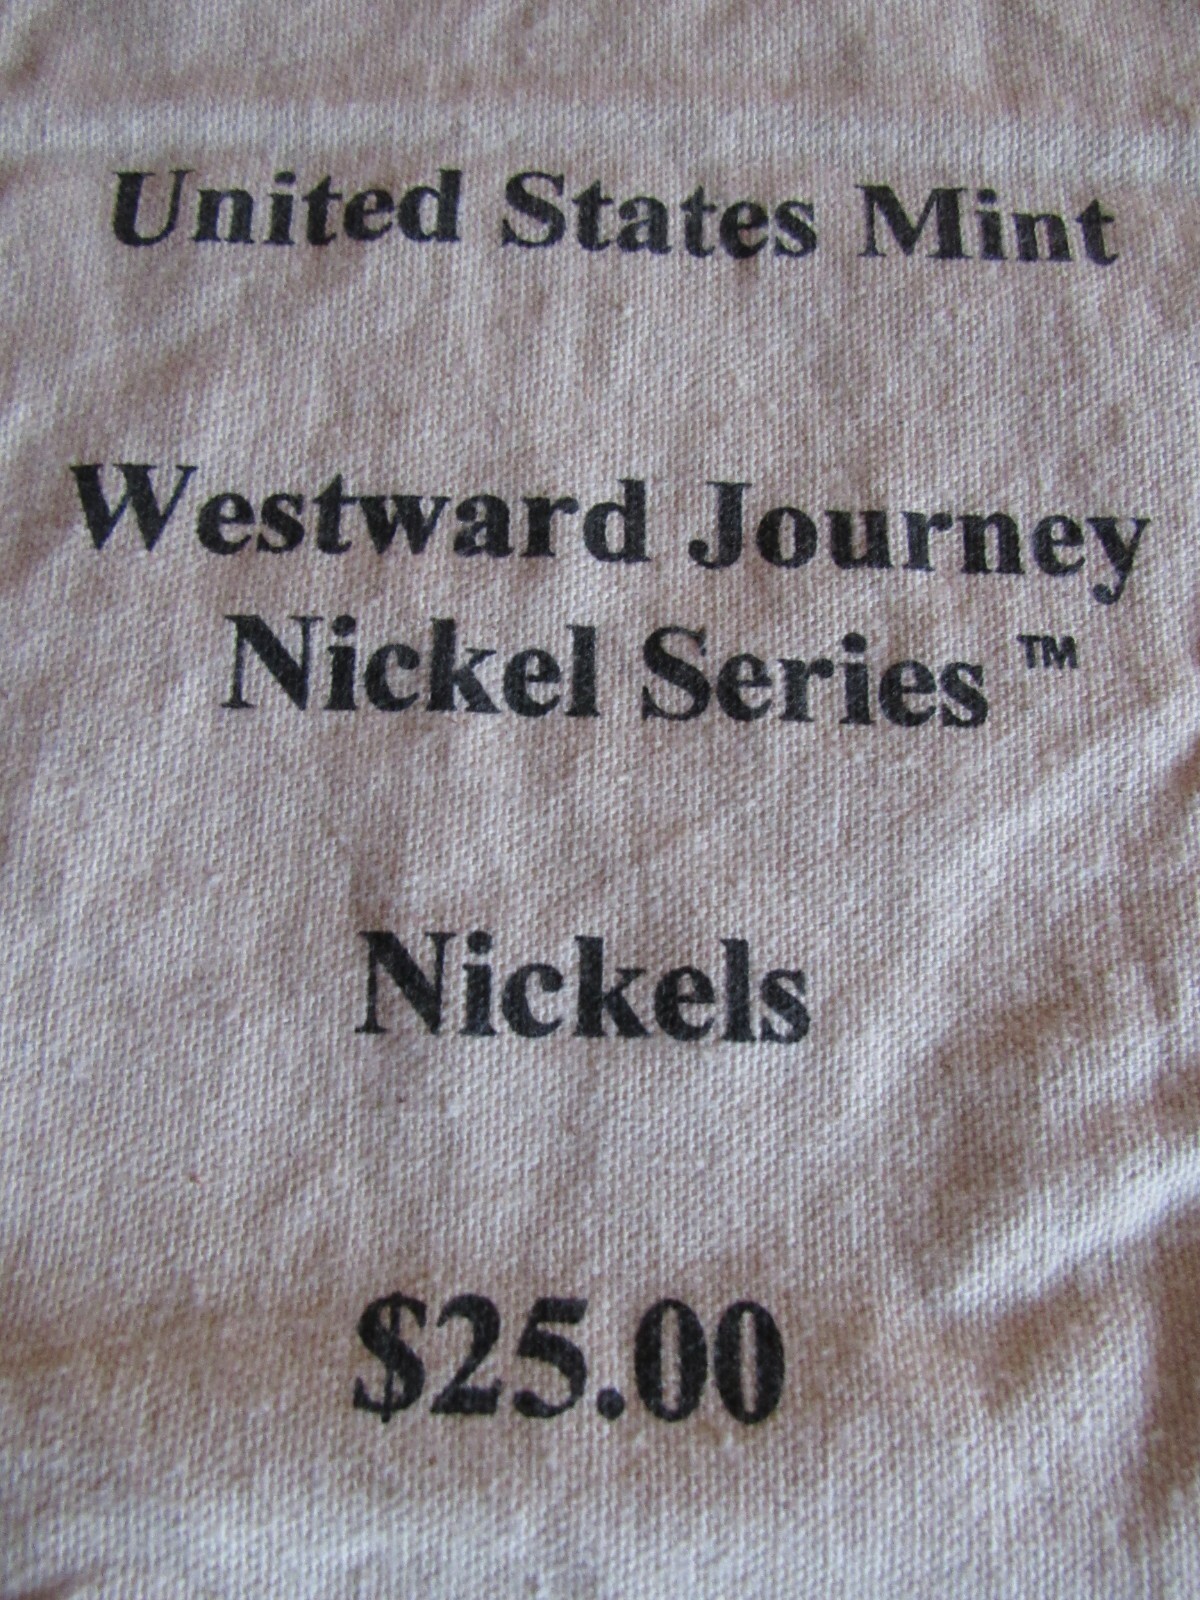 United States Mint
Westward Journey
Nickel Series ™
Nickels
$25.00